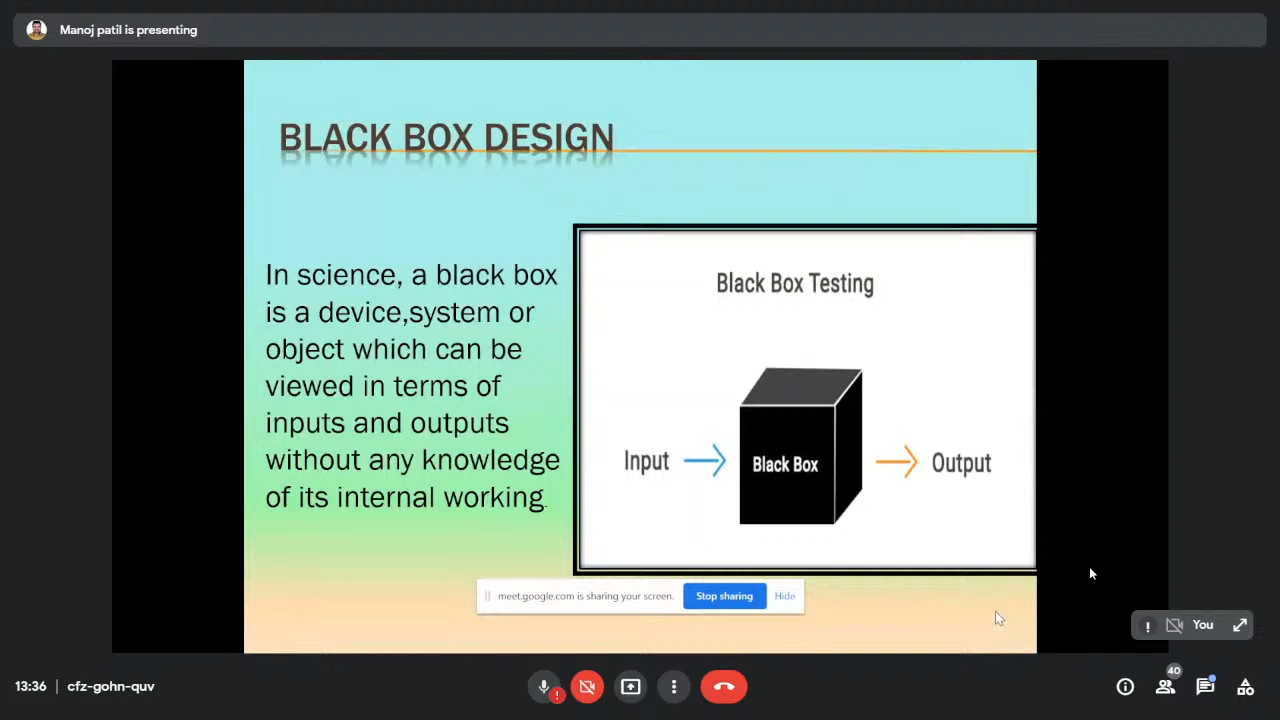 Manoj patil is presenting
BLACK BOX DESIGN
In science, a black box
is a device,system or
object which can be
viewed in terms of
inputs and outputs
without any knowledge
of its internal working.
Black Box Testing
Input
Black Box
Output
meet.google.com is sharing your screen.
Stop sharing
Hide
You
13:36 | cfz-gohn-quv
40